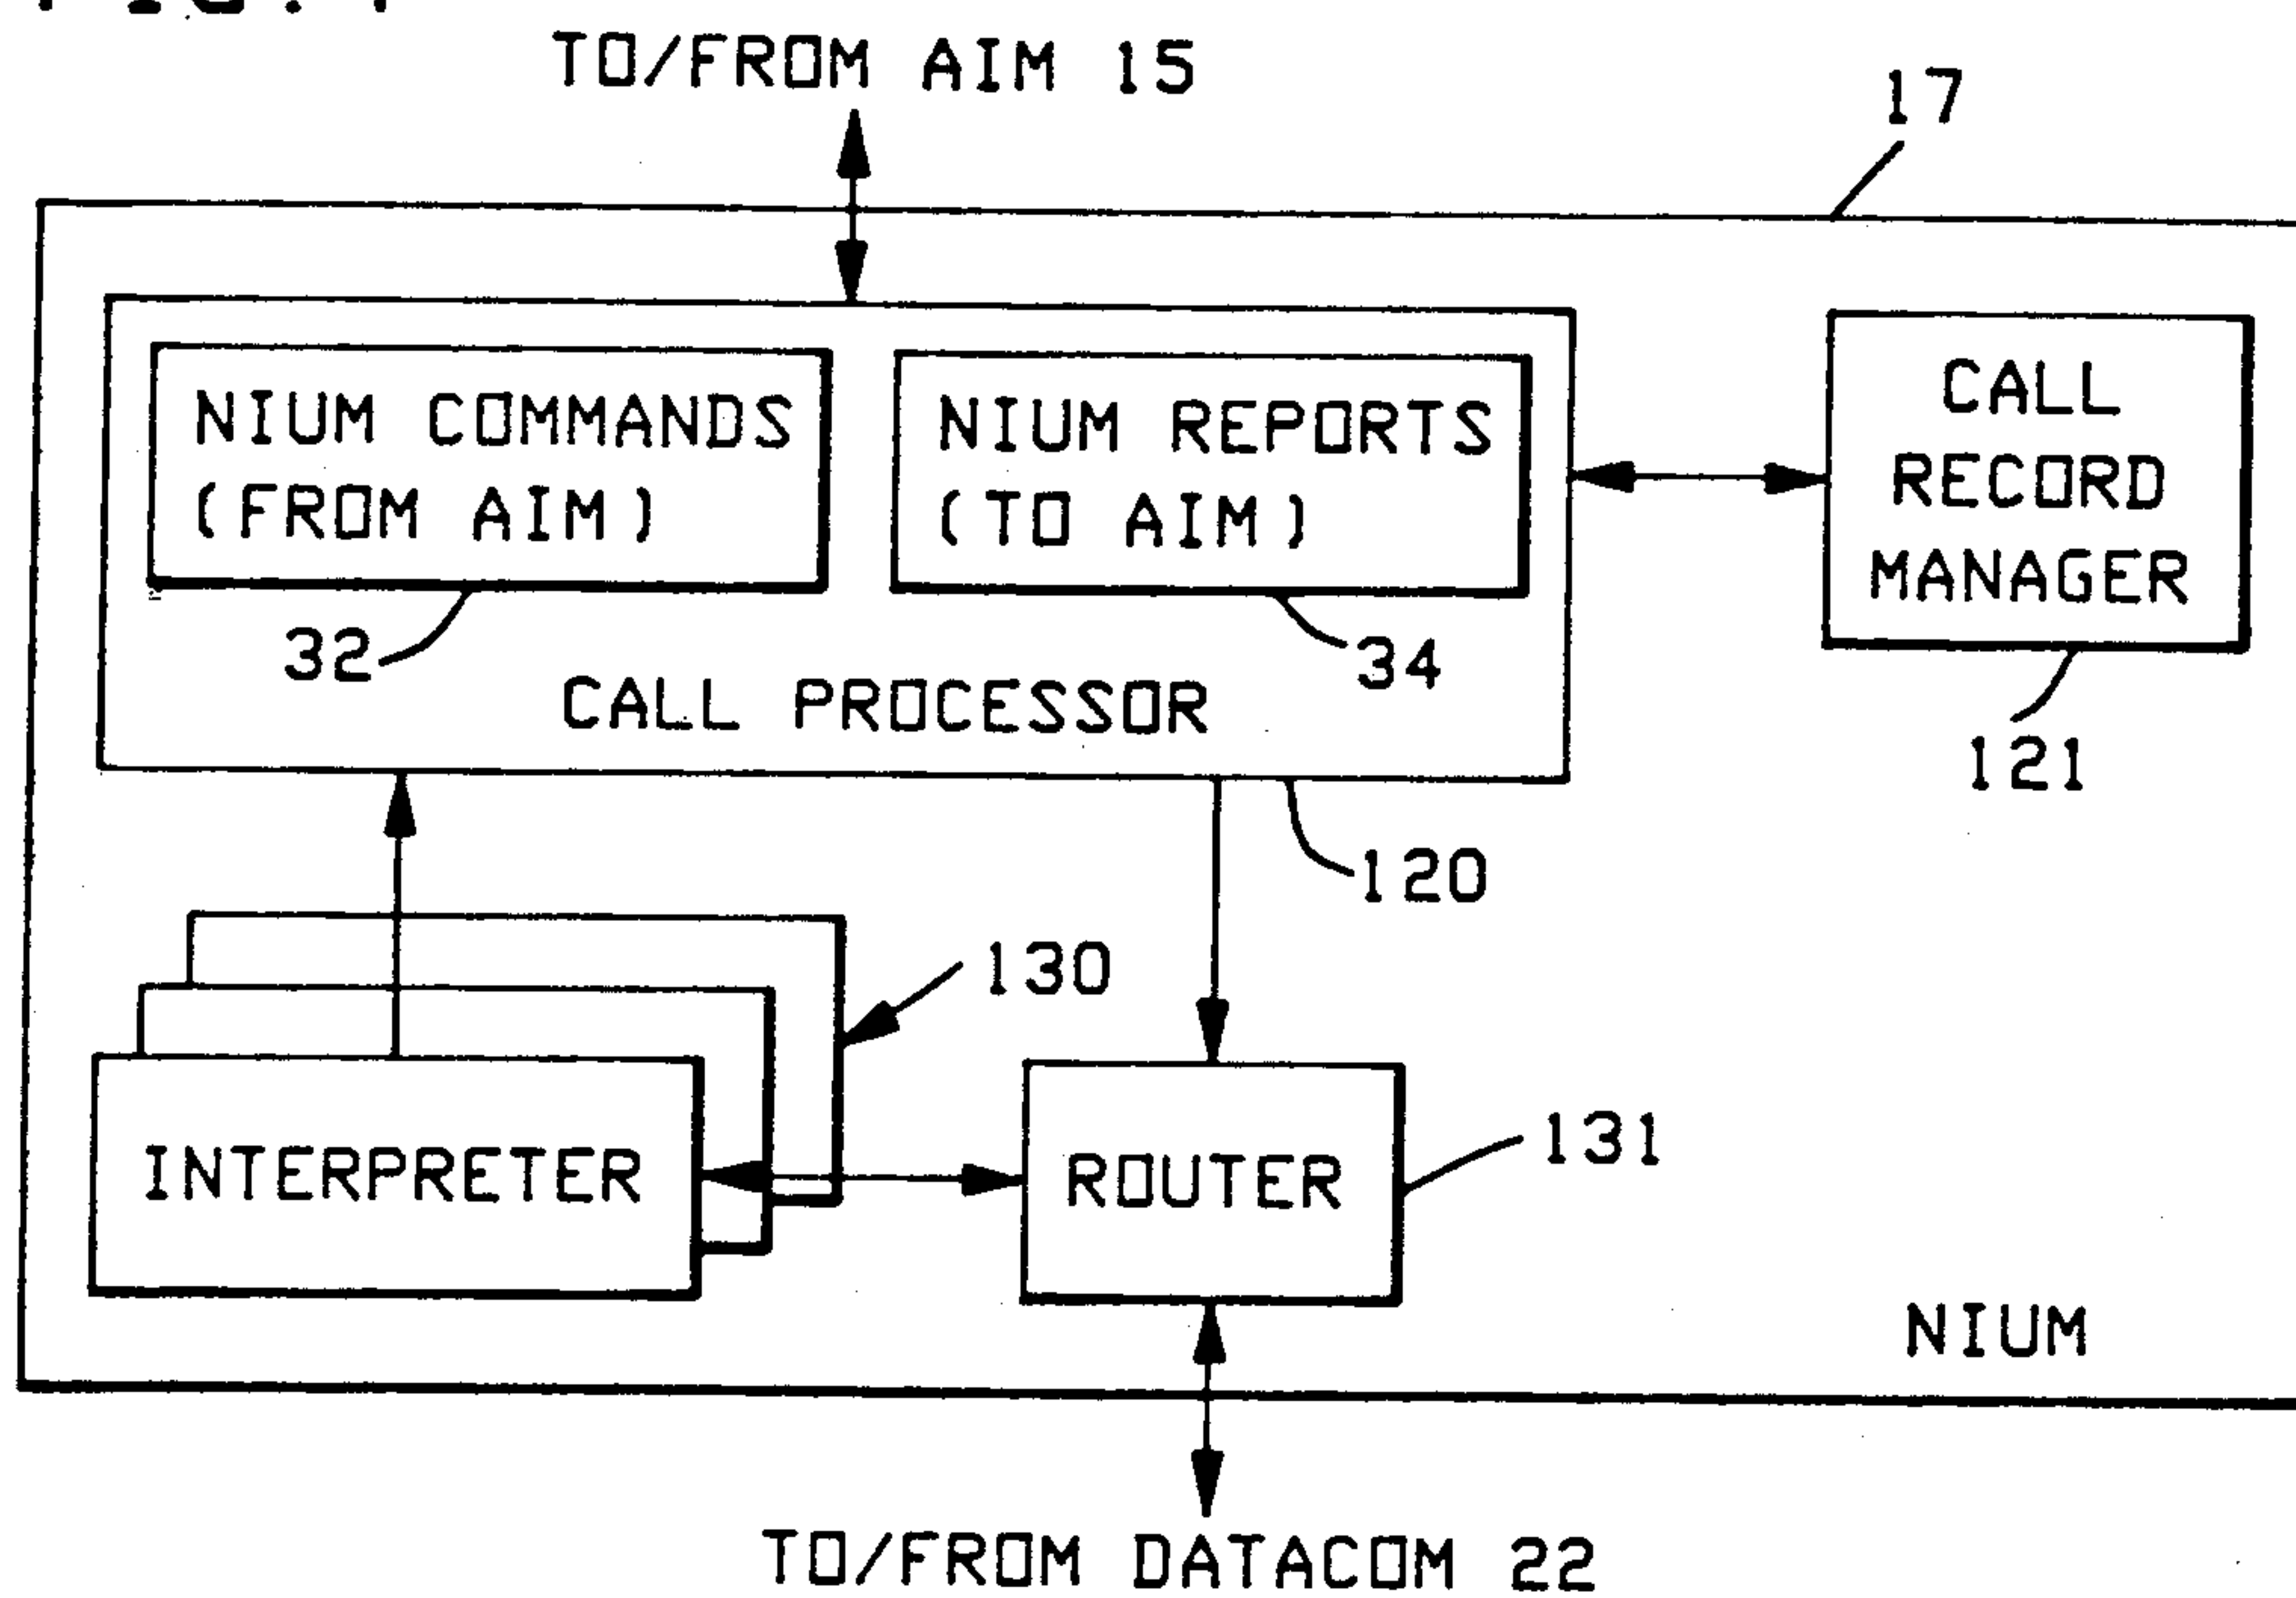 TO/FROM AIM 15
17
NIUM COMMANDS
(FROM AIM)
NIUM REPORTS
(TO AIM)
CALL
RECORD
MANAGER
32
34
CALL PROCESSOR
121
120
130
INTERPRETER
ROUTER
131
NIUM
TO/FROM DATACOM 22